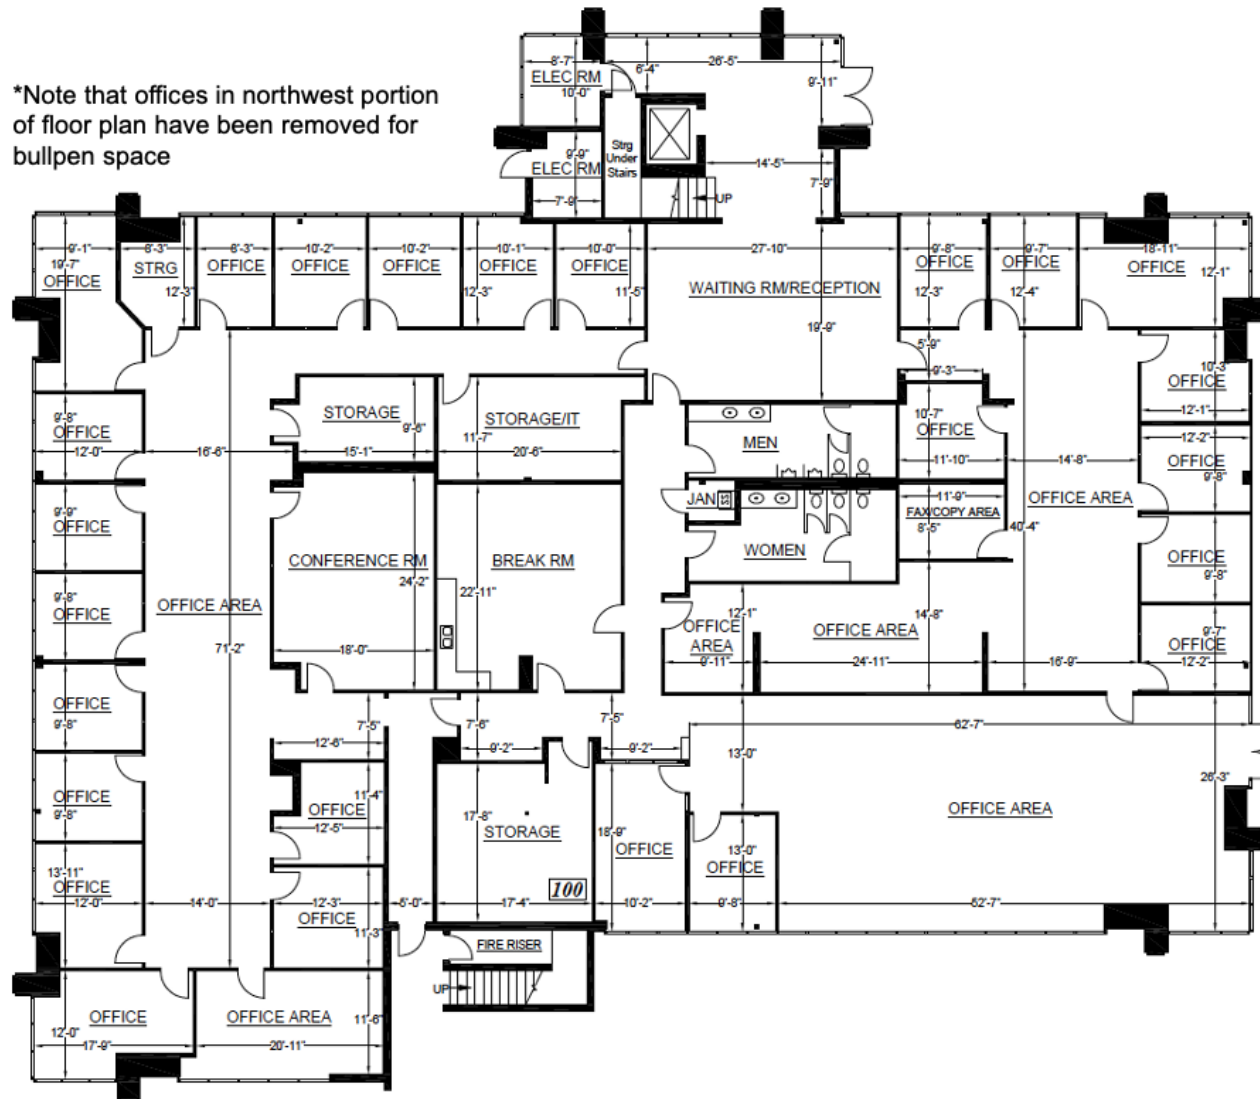 *Note that offices in northwest portion
of floor plan have been removed for
bullpen space
8'-7"
6'-4"
26'-5"
ELEC RM
10'-0"
9'-11"
9'-9"
ELEC RM
7'-9"
Strg
Under
Stairs
14'-5"
7'-9"
UP
9'-1"
19'-7"
OFFICE
8'-3"
STRG
12'-3"
8'-3"
OFFICE
10'-2"
OFFICE
10'-2"
OFFICE
10'-1"
OFFICE
12'-3"
10'-0"
OFFICE
11'-5"
27'-10"
WAITING RM/RECEPTION
19'-9"
9'-8"
OFFICE
12'-3"
9'-7"
OFFICE
12'-4"
18'-11"
OFFICE
12'-1"
5'-9"
9'-3"
10'-3"
OFFICE
12'-1"
9'-8"
OFFICE
12'-0"
16'-6"
STORAGE
9'-6"
15'-1"
STORAGE/IT
11'-7"
20'-6"
MEN
10'-7"
OFFICE
11'-10"
14'-8"
12'-2"
OFFICE
9'-8"
9'-9"
OFFICE
JAN
SS
11'-9"
FAX/COPY AREA
8'-5"
OFFICE AREA
40'-4"
CONFERENCE RM
24'-2"
18'-0"
BREAK RM
22'-11"
WOMEN
OFFICE
9'-8"
9'-8"
OFFICE
OFFICE AREA
71'-2"
12'-1"
OFFICE
AREA
9'-11"
OFFICE AREA
14'-8"
24'-11"
16'-9"
9'-7"
OFFICE
12'-2"
OFFICE
9'-8"
7'-5"
12'-6"
7'-6"
9'-2"
7'-5"
9'-2"
62'-7"
13'-0"
26'-3"
OFFICE
9'-8"
11'-4"
OFFICE
12'-5"
17'-8"
STORAGE
100
17'-4"
18'-9"
OFFICE
10'-2"
13'-0"
OFFICE
9'-8"
OFFICE AREA
52'-7"
13'-11"
OFFICE
12'-0"
14'-0"
12'-3"
OFFICE
11'-3"
FIRE RISER
UP
OFFICE
12'-0"
17'-9"
OFFICE AREA
11'-6"
20'-11"